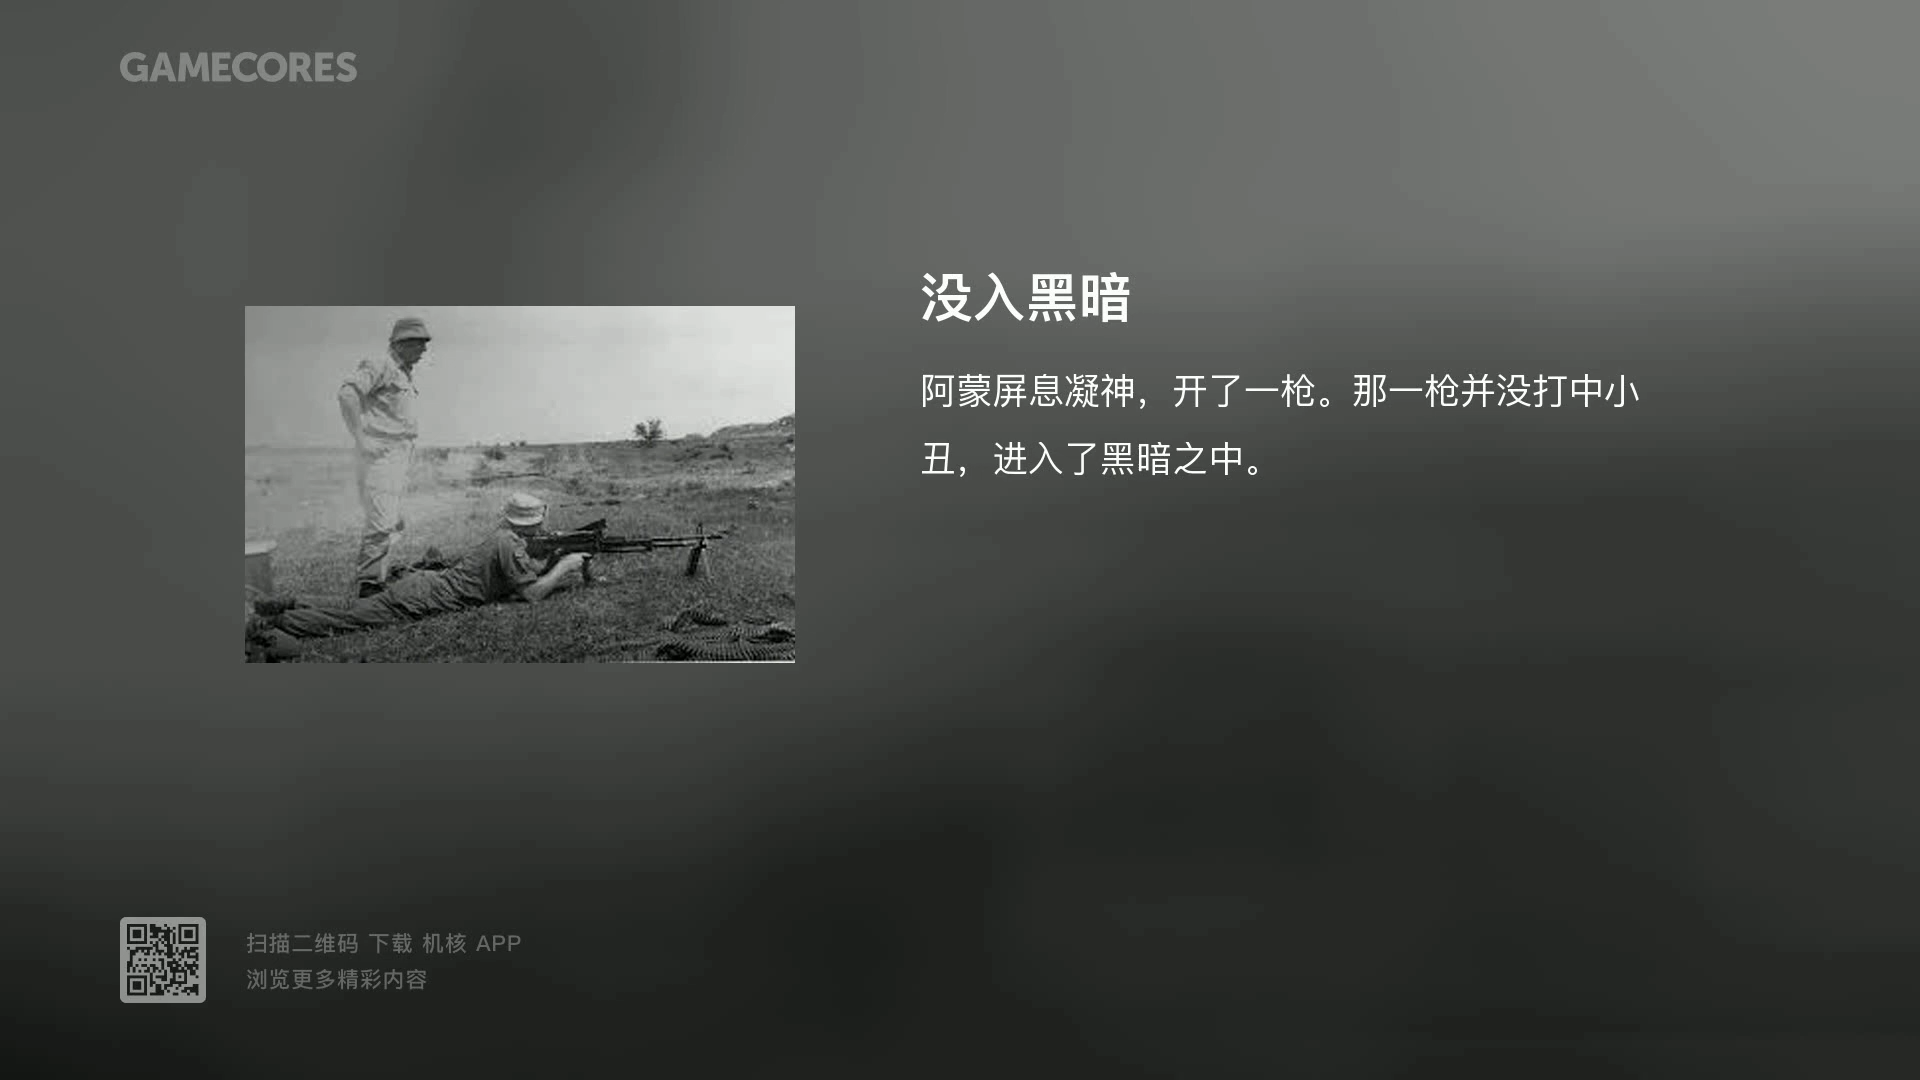 GAMECORES
没入黑暗
阿蒙屏息凝神，开了一枪。那一枪并没打中小
丑，进入了黑暗之中。
扫描二维码 下载 机核 APP
浏览更多精彩内容